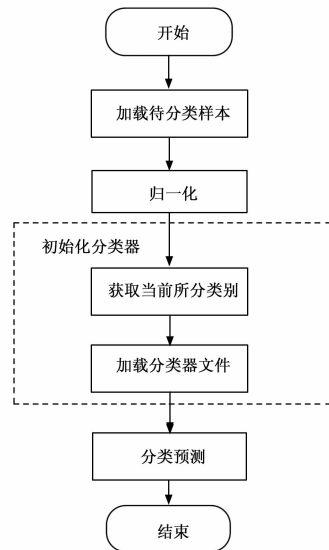 开始
加载待分类样本
归一化
初始化分类器
获取当前所分类别
加载分类器文件
分类预测
结束